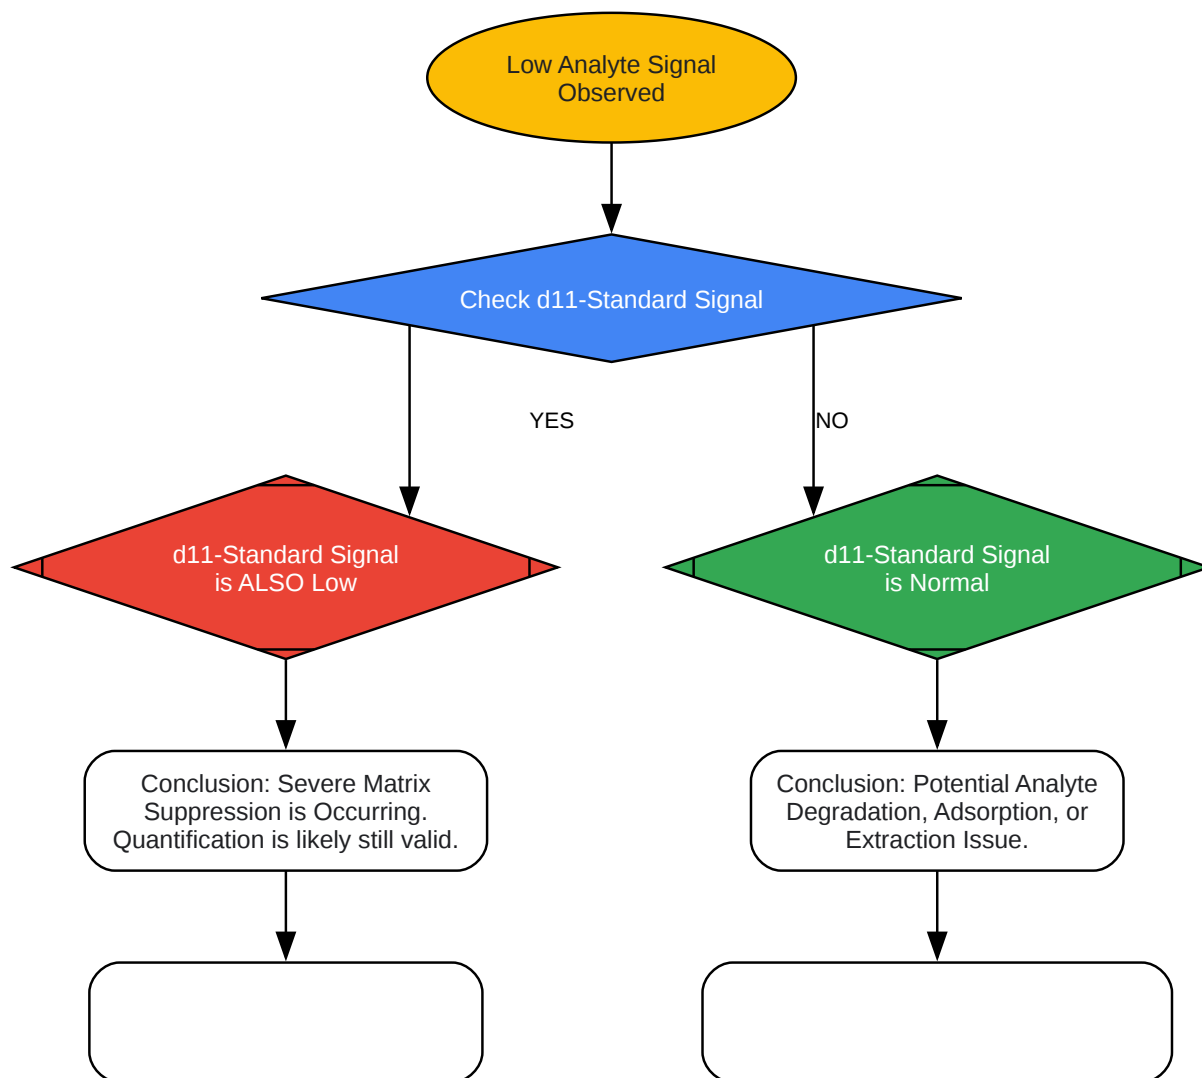 Low Analyte Signal
Observed
Check d11-Standard Signal
YES
NO
d11-Standard Signal
is ALSO Low
d11-Standard Signal
is Normal
Conclusion: Severe Matrix
Suppression is Occurring.
Quantification is likely still valid.
Conclusion: Potential Analyte
Degradation, Adsorption, or
Extraction Issue.